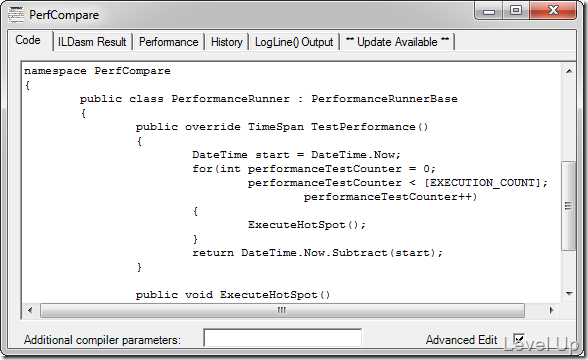 PerfCompare
Code ILDasm Result Performance History LogLine() Output ** Update Available **
namespace PerfCompare
{
        public class PerformanceRunner : PerformanceRunnerBase
        {
                public override TimeSpan TestPerformance()
                {
                        DateTime start = DateTime.Now;
                        for(int performanceTestCounter = 0;
                                performanceTestCounter < [EXECUTION_COUNT];
                                        performanceTestCounter++)
                        {
                                ExecuteHotSpot();
                        }
                        return DateTime.Now.Subtract(start);
                }
                public void ExecuteHotSpot()
Additional compiler parameters: Advanced Edit
Level Up